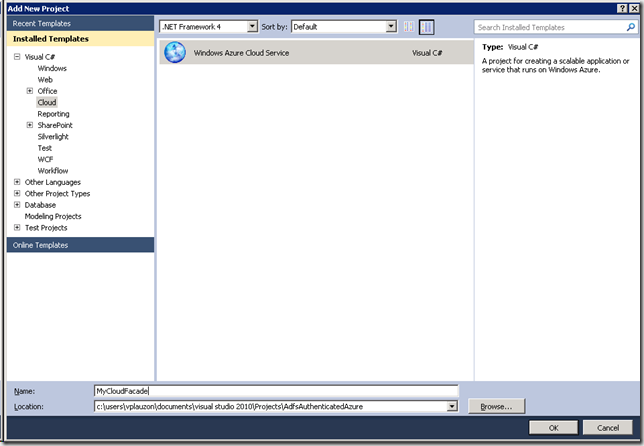 Add New Project
Recent Templates
.NET Framework 4
Sort by:
Default
Search Installed Templates
Installed Templates
Visual C#
Windows
Web
Office
Cloud
Reporting
SharePoint
Silverlight
Test
WCF
Workflow
Other Languages
Other Project Types
Database
Modeling Projects
Test Projects
Online Templates
Windows Azure Cloud Service
Visual C#
Type: Visual C#
A project for creating a scalable application or
service that runs on Windows Azure.
Name:
MyCloudFacade
Location:
c:\users\vplauzon\documents\visual studio 2010\Projects\AdfsAuthenticatedAzure
Browse...
OK
Cancel